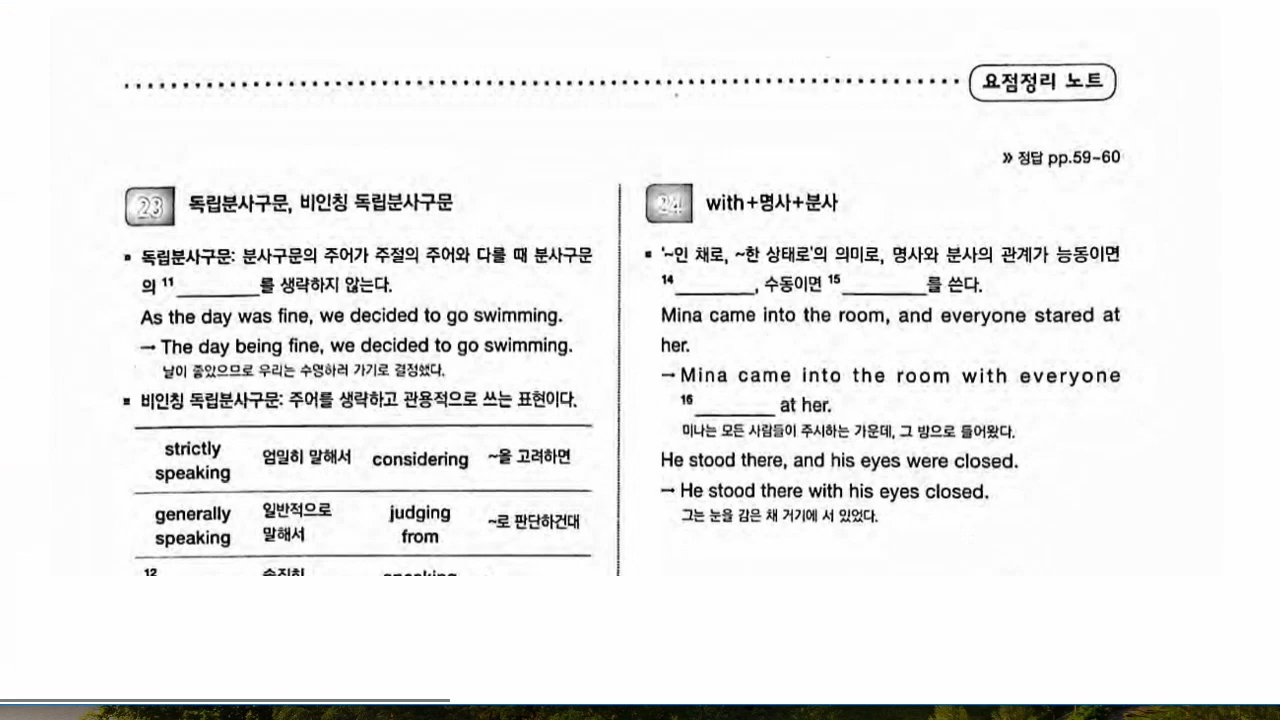 요점정리 노트
» 정답 pp.59~60
23 독립분사구문, 비인칭 독립분사구문
▪ 독립분사구문: 분사구문의 주어가 주절의 주어와 다를 때 분사구문
의 11 ________를 생략하지 않는다.
As the day was fine, we decided to go swimming.
→ The day being fine, we decided to go swimming.
날이 좋았으므로 우리는 수영하러 가기로 결정했다.
▪ 비인칭 독립분사구문: 주어를 생략하고 관용적으로 쓰는 표현이다.
strictly
speaking 엄밀히 말해서 considering ~을 고려하면
generally 일반적으로 judging
speaking 말해서 from ~로 판단하건대
12
24 with+명사+분사
▪ '~인 채로, ~한 상태로'의 의미로, 명사와 분사의 관계가 능동이면
14 ________, 수동이면 15 ________를 쓴다.
Mina came into the room, and everyone stared at
her.
→ Mina came into the room with everyone
16 ________ at her.
미나는 모든 사람들이 주시하는 가운데, 그 방으로 들어왔다.
He stood there, and his eyes were closed.
→ He stood there with his eyes closed.
그는 눈을 감은 채 거기에 서 있었다.